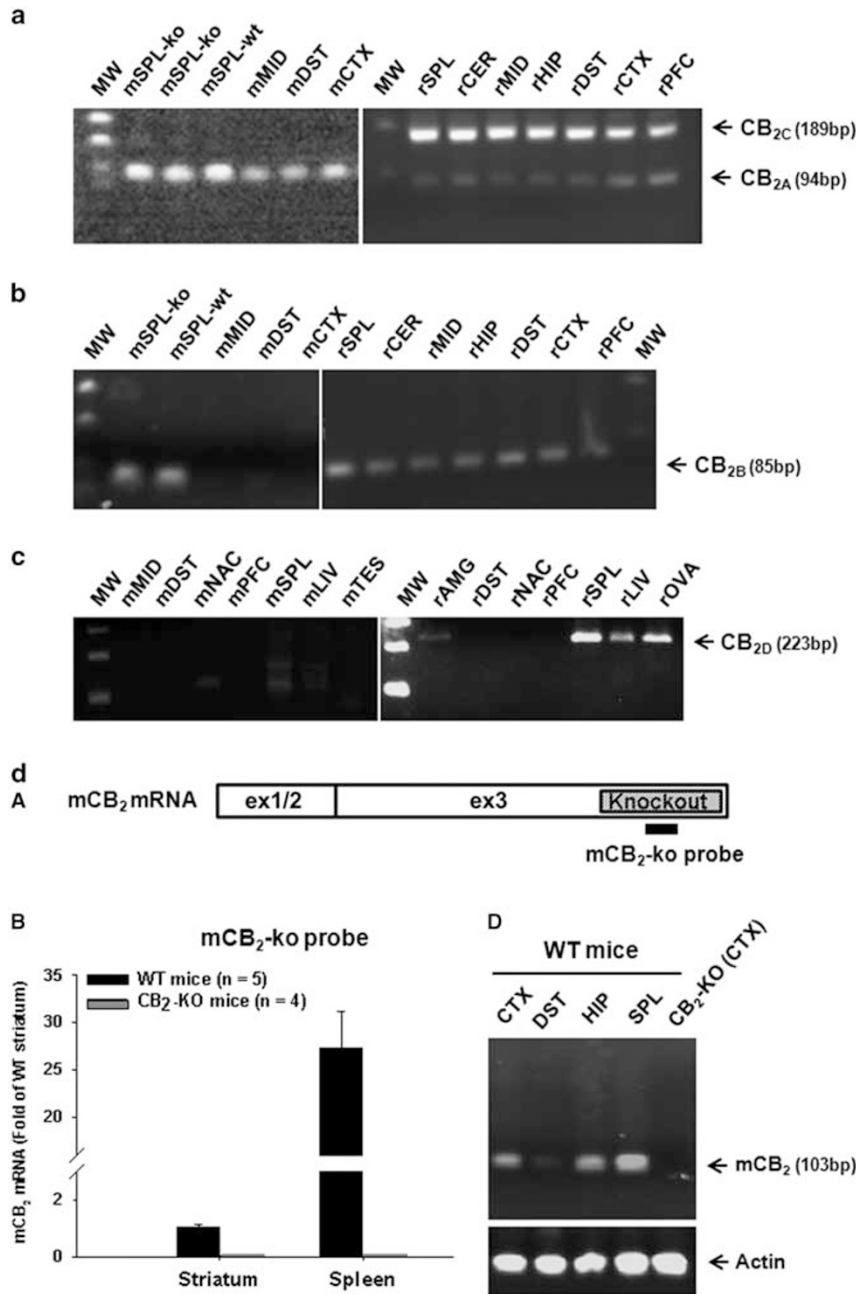 a
MW mSPL-ko mSPL-ko mSPL-wt mMID mDST mCTX MW rSPL rCER rMID rHIP rDST rCTX rPFC
← CB2C (189bp)
← CB2A (94bp)
b
MW mSPL-ko mSPL-wt mMID mDST mCTX rSPL rCER rMID rHIP rDST rCTX rPFC MW
← CB2B (85bp)
c
MW mMID mDST mNAC mPFC mSPL mLIV mTES MW rAMG rDST rNAC rPFC rSPL rLIV rOVA
← CB2D (223bp)
d
A
mCB2 mRNA ex1/2 ex3 Knockout
mCB2-ko probe
B
mCB2-ko probe
WT mice (n = 5)
CB2-KO mice (n = 4)
mCB2 mRNA (Fold of WT striatum)
35
30
25
20
4
2
0
Striatum Spleen
D
WT mice
CTX DST HIP SPL CB2-KO (CTX)
← mCB2 (103bp)
← Actin